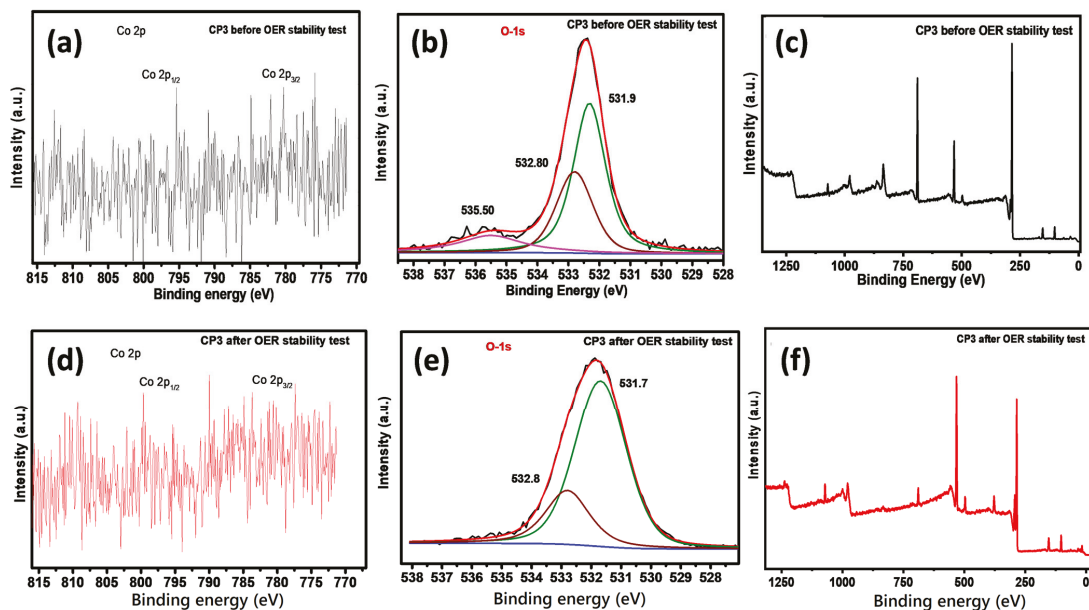 (a)
Co 2p
CP3 before OER stability test
Co 2p1/2
Co 2p3/2
Intensity (a.u.)
815 810 805 800 795 790 785 780 775 770
Binding energy (eV)
(b)
O-1s
CP3 before OER stability test
531.9
532.80
535.50
Intensity (a.u.)
538 537 536 535 534 533 532 531 530 529 528
Binding Energy (eV)
(c)
CP3 before OER stability test
Intensity (a.u.)
1250 1000 750 500 250 0
Binding energy (eV)
(d)
CP3 after OER stability test
Co 2p
Co 2p1/2
Co 2p3/2
Intensity (a.u.)
815 810 805 800 795 790 785 780 775 770
Binding energy (eV)
(e)
O-1s
CP3 after OER stability test
531.7
532.8
Intensity (a.u.)
538 537 536 535 534 533 532 531 530 529 528 527
Binding energy (eV)
(f)
CP3 after OER stability test
Intensity (a.u.)
1250 1000 750 500 250 0
Binding energy (eV)